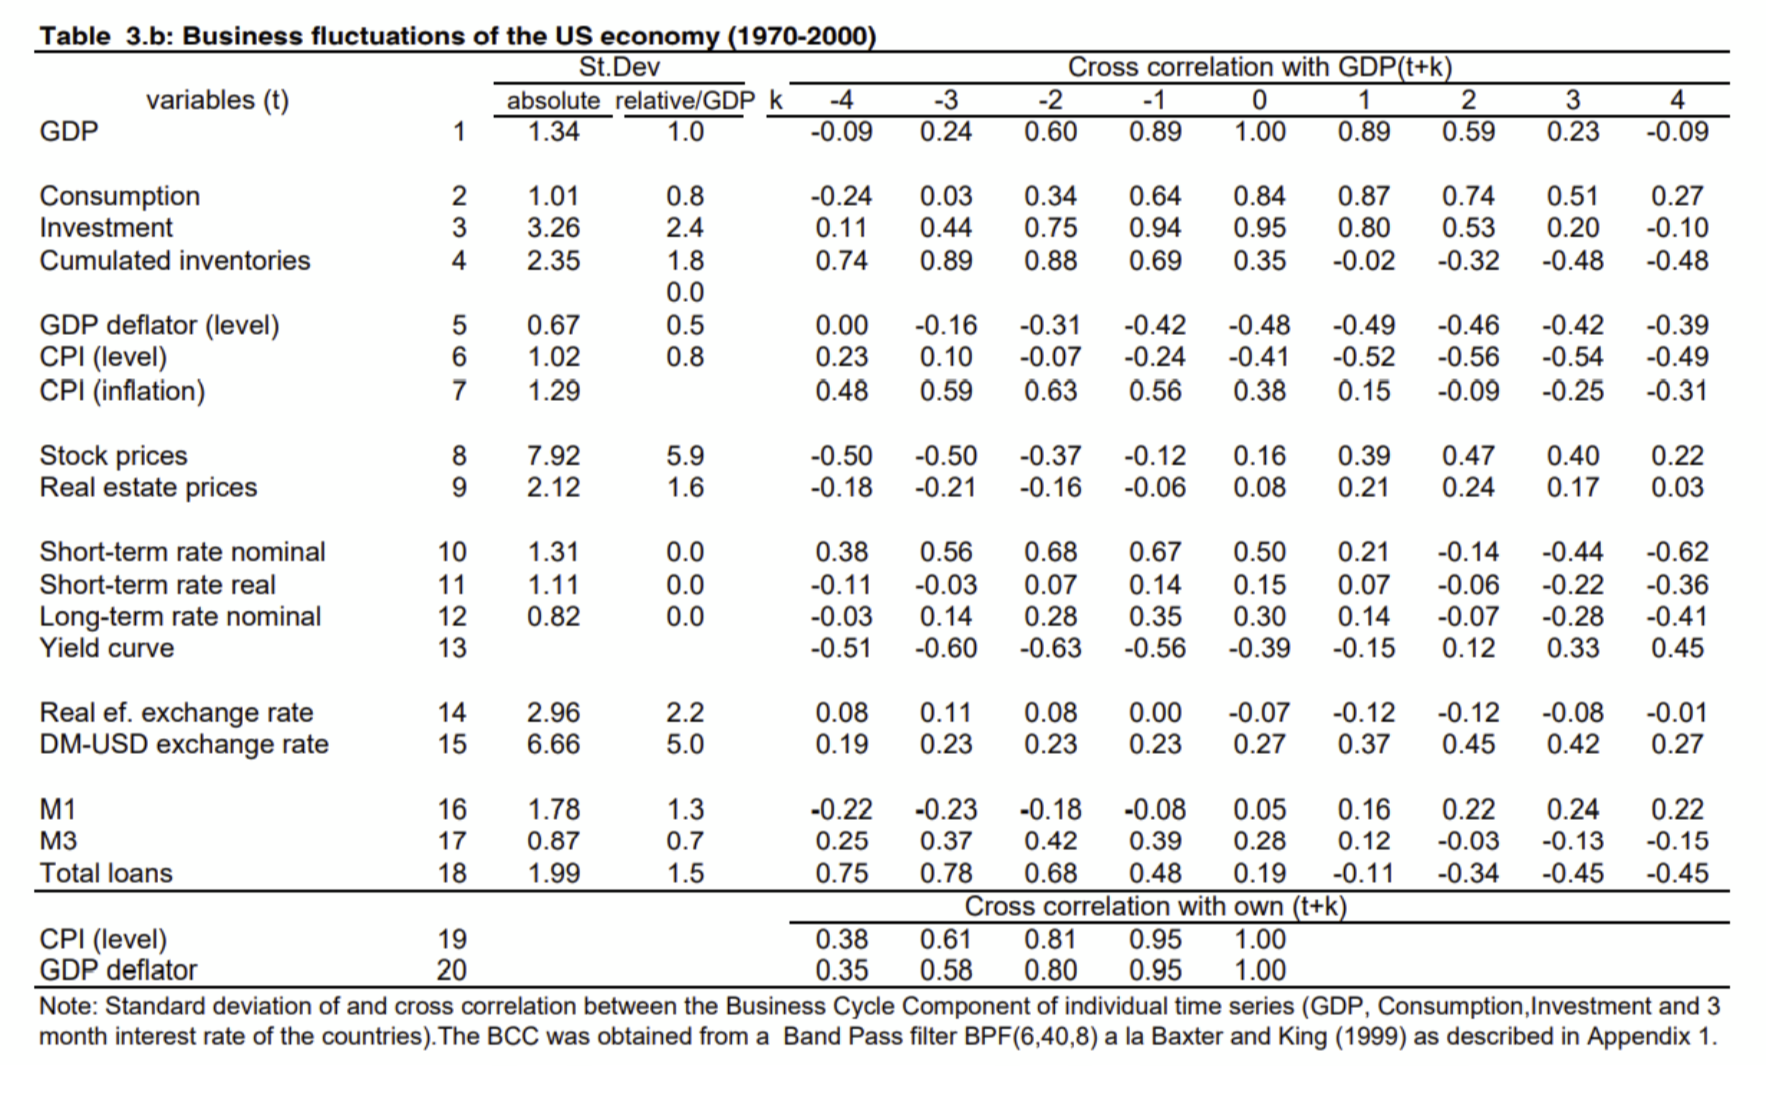 Table 3.b: Business fluctuations of the US economy (1970-2000)
St.Dev Cross correlation with GDP(t+k)
variables (t) absolute relative/GDP k -4 -3 -2 -1 0 1 2 3 4
GDP 1 1.34 1.0 -0.09 0.24 0.60 0.89 1.00 0.89 0.59 0.23 -0.09
Consumption 2 1.01 0.8 -0.24 0.03 0.34 0.64 0.84 0.87 0.74 0.51 0.27
Investment 3 3.26 2.4 0.11 0.44 0.75 0.94 0.95 0.80 0.53 0.20 -0.10
Cumulated inventories 4 2.35 1.8 0.74 0.89 0.88 0.69 0.35 -0.02 -0.32 -0.48 -0.48
0.0
GDP deflator (level) 5 0.67 0.5 0.00 -0.16 -0.31 -0.42 -0.48 -0.49 -0.46 -0.42 -0.39
CPI (level) 6 1.02 0.8 0.23 0.10 -0.07 -0.24 -0.41 -0.52 -0.56 -0.54 -0.49
CPI (inflation) 7 1.29 0.48 0.59 0.63 0.56 0.38 0.15 -0.09 -0.25 -0.31
Stock prices 8 7.92 5.9 -0.50 -0.50 -0.37 -0.12 0.16 0.39 0.47 0.40 0.22
Real estate prices 9 2.12 1.6 -0.18 -0.21 -0.16 -0.06 0.08 0.21 0.24 0.17 0.03
Short-term rate nominal 10 1.31 0.0 0.38 0.56 0.68 0.67 0.50 0.21 -0.14 -0.44 -0.62
Short-term rate real 11 1.11 0.0 -0.11 -0.03 0.07 0.14 0.15 0.07 -0.06 -0.22 -0.36
Long-term rate nominal 12 0.82 0.0 -0.03 0.14 0.28 0.35 0.30 0.14 -0.07 -0.28 -0.41
Yield curve 13 -0.51 -0.60 -0.63 -0.56 -0.39 -0.15 0.12 0.33 0.45
Real ef. exchange rate 14 2.96 2.2 0.08 0.11 0.08 0.00 -0.07 -0.12 -0.12 -0.08 -0.01
DM-USD exchange rate 15 6.66 5.0 0.19 0.23 0.23 0.23 0.27 0.37 0.45 0.42 0.27
M1 16 1.78 1.3 -0.22 -0.23 -0.18 -0.08 0.05 0.16 0.22 0.24 0.22
M3 17 0.87 0.7 0.25 0.37 0.42 0.39 0.28 0.12 -0.03 -0.13 -0.15
Total loans 18 1.99 1.5 0.75 0.78 0.68 0.48 0.19 -0.11 -0.34 -0.45 -0.45
Cross correlation with own (t+k)
CPI (level) 19 0.38 0.61 0.81 0.95 1.00
GDP deflator 20 0.35 0.58 0.80 0.95 1.00
Note: Standard deviation of and cross correlation between the Business Cycle Component of individual time series (GDP, Consumption,Investment and 3
month interest rate of the countries).The BCC was obtained from a Band Pass filter BPF(6,40,8) a la Baxter and King (1999) as described in Appendix 1.